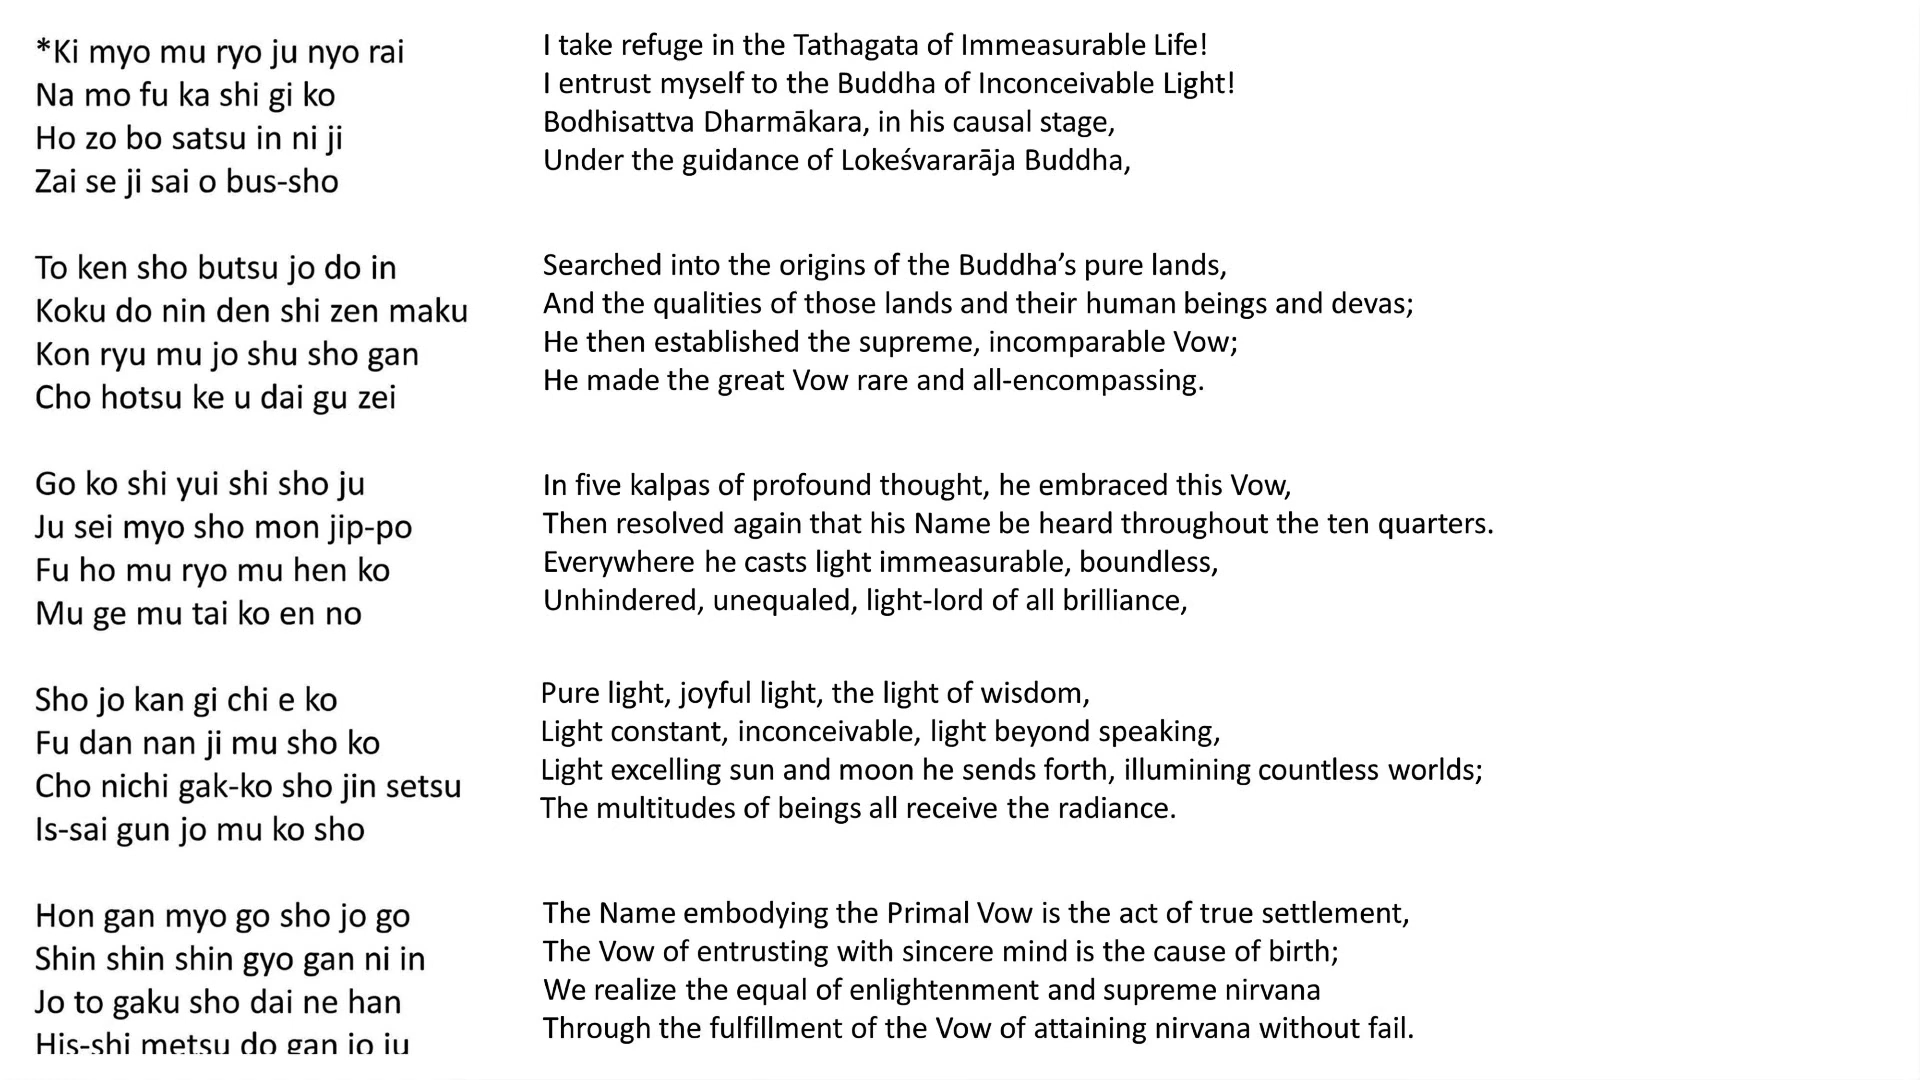 *Ki myo mu ryo ju nyo rai
Na mo fu ka shi gi ko
Ho zo bo satsu in ni ji
Zai se ji sai o bus-sho
To ken sho butsu jo do in
Koku do nin den shi zen maku
Kon ryu mu jo shu sho gan
Cho hotsu ke u dai gu zei
Go ko shi yui shi sho ju
Ju sei myo sho mon jip-po
Fu ho mu ryo mu hen ko
Mu ge mu tai ko en no
Sho jo kan gi chi e ko
Fu dan nan ji mu sho ko
Cho nichi gak-ko sho jin setsu
Is-sai gun jo mu ko sho
Hon gan myo go sho jo go
Shin shin shin gyo gan ni in
Jo to gaku sho dai ne han
His-shi metsu do gan jo ju
I take refuge in the Tathagata of Immeasurable Life!
I entrust myself to the Buddha of Inconceivable Light!
Bodhisattva Dharmākara, in his causal stage,
Under the guidance of Lokeśvararāja Buddha,
Searched into the origins of the Buddha’s pure lands,
And the qualities of those lands and their human beings and devas;
He then established the supreme, incomparable Vow;
He made the great Vow rare and all-encompassing.
In five kalpas of profound thought, he embraced this Vow,
Then resolved again that his Name be heard throughout the ten quarters.
Everywhere he casts light immeasurable, boundless,
Unhindered, unequaled, light-lord of all brilliance,
Pure light, joyful light, the light of wisdom,
Light constant, inconceivable, light beyond speaking,
Light excelling sun and moon he sends forth, illumining countless worlds;
The multitudes of beings all receive the radiance.
The Name embodying the Primal Vow is the act of true settlement,
The Vow of entrusting with sincere mind is the cause of birth;
We realize the equal of enlightenment and supreme nirvana
Through the fulfillment of the Vow of attaining nirvana without fail.